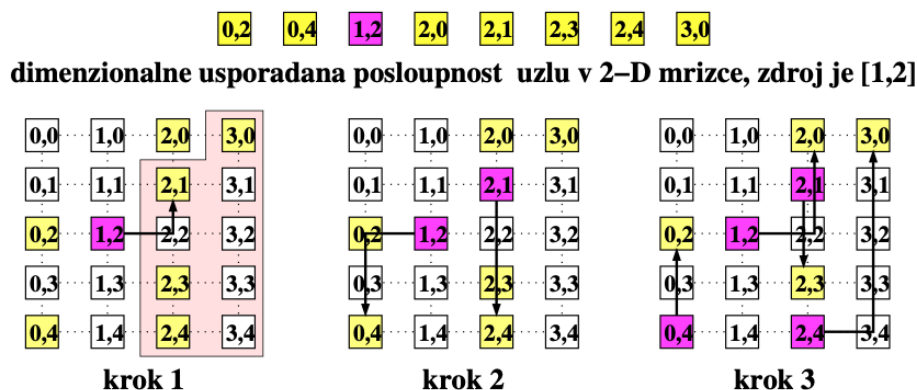 0,2 0,4 1,2 2,0 2,1 2,3 2,4 3,0
dimenzionalne usporadana posloupnost uzlu v 2–D mrizce, zdroj je [1,2]
0,0 1,0 2,0 3,0 0,0 1,0 2,0 3,0 0,0 1,0 2,0 3,0
0,1 1,1 2,1 3,1 0,1 1,1 2,1 3,1 0,1 1,1 2,1 3,1
0,2 1,2 2,2 3,2 0,2 1,2 2,2 3,2 0,2 1,2 2,2 3,2
0,3 1,3 2,3 3,3 0,3 1,3 2,3 3,3 0,3 1,3 2,3 3,3
0,4 1,4 2,4 3,4 0,4 1,4 2,4 3,4 0,4 1,4 2,4 3,4
krok 1 krok 2 krok 3